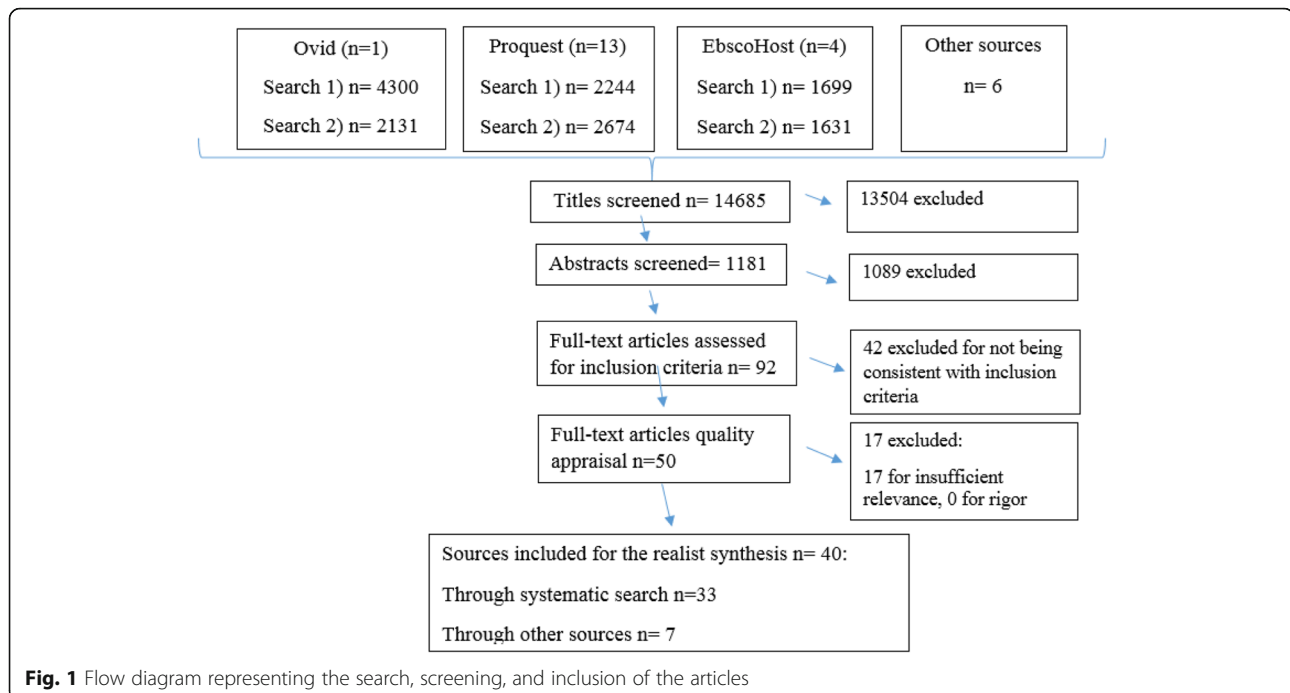 Ovid (n=1)
Search 1) n= 4300
Search 2) n= 2131
Proquest (n=13)
Search 1) n= 2244
Search 2) n= 2674
EbscoHost (n=4)
Search 1) n= 1699
Search 2) n= 1631
Other sources
n= 6
Titles screened n= 14685
13504 excluded
Abstracts screened= 1181
1089 excluded
Full-text articles assessed
for inclusion criteria n= 92
42 excluded for not being
consistent with inclusion
criteria
Full-text articles quality
appraisal n=50
17 excluded:
17 for insufficient
relevance, 0 for rigor
Sources included for the realist synthesis n= 40:
Through systematic search n=33
Through other sources n= 7
Fig. 1 Flow diagram representing the search, screening, and inclusion of the articles